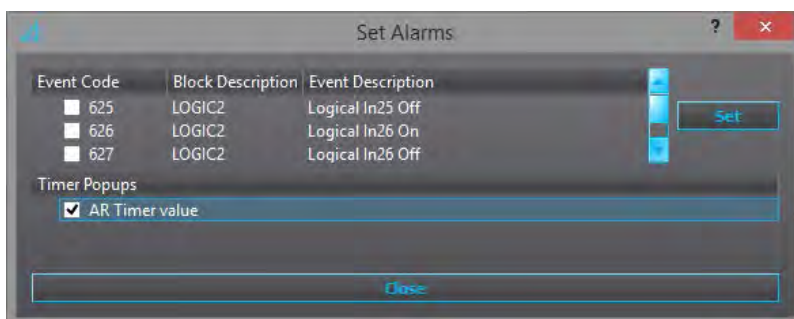 Set Alarms
?
Event Code Block Description Event Description
625 LOGIC2 Logical In25 Off
626 LOGIC2 Logical In26 On
627 LOGIC2 Logical In26 Off
Set
Timer Popups
AR Timer value
Close